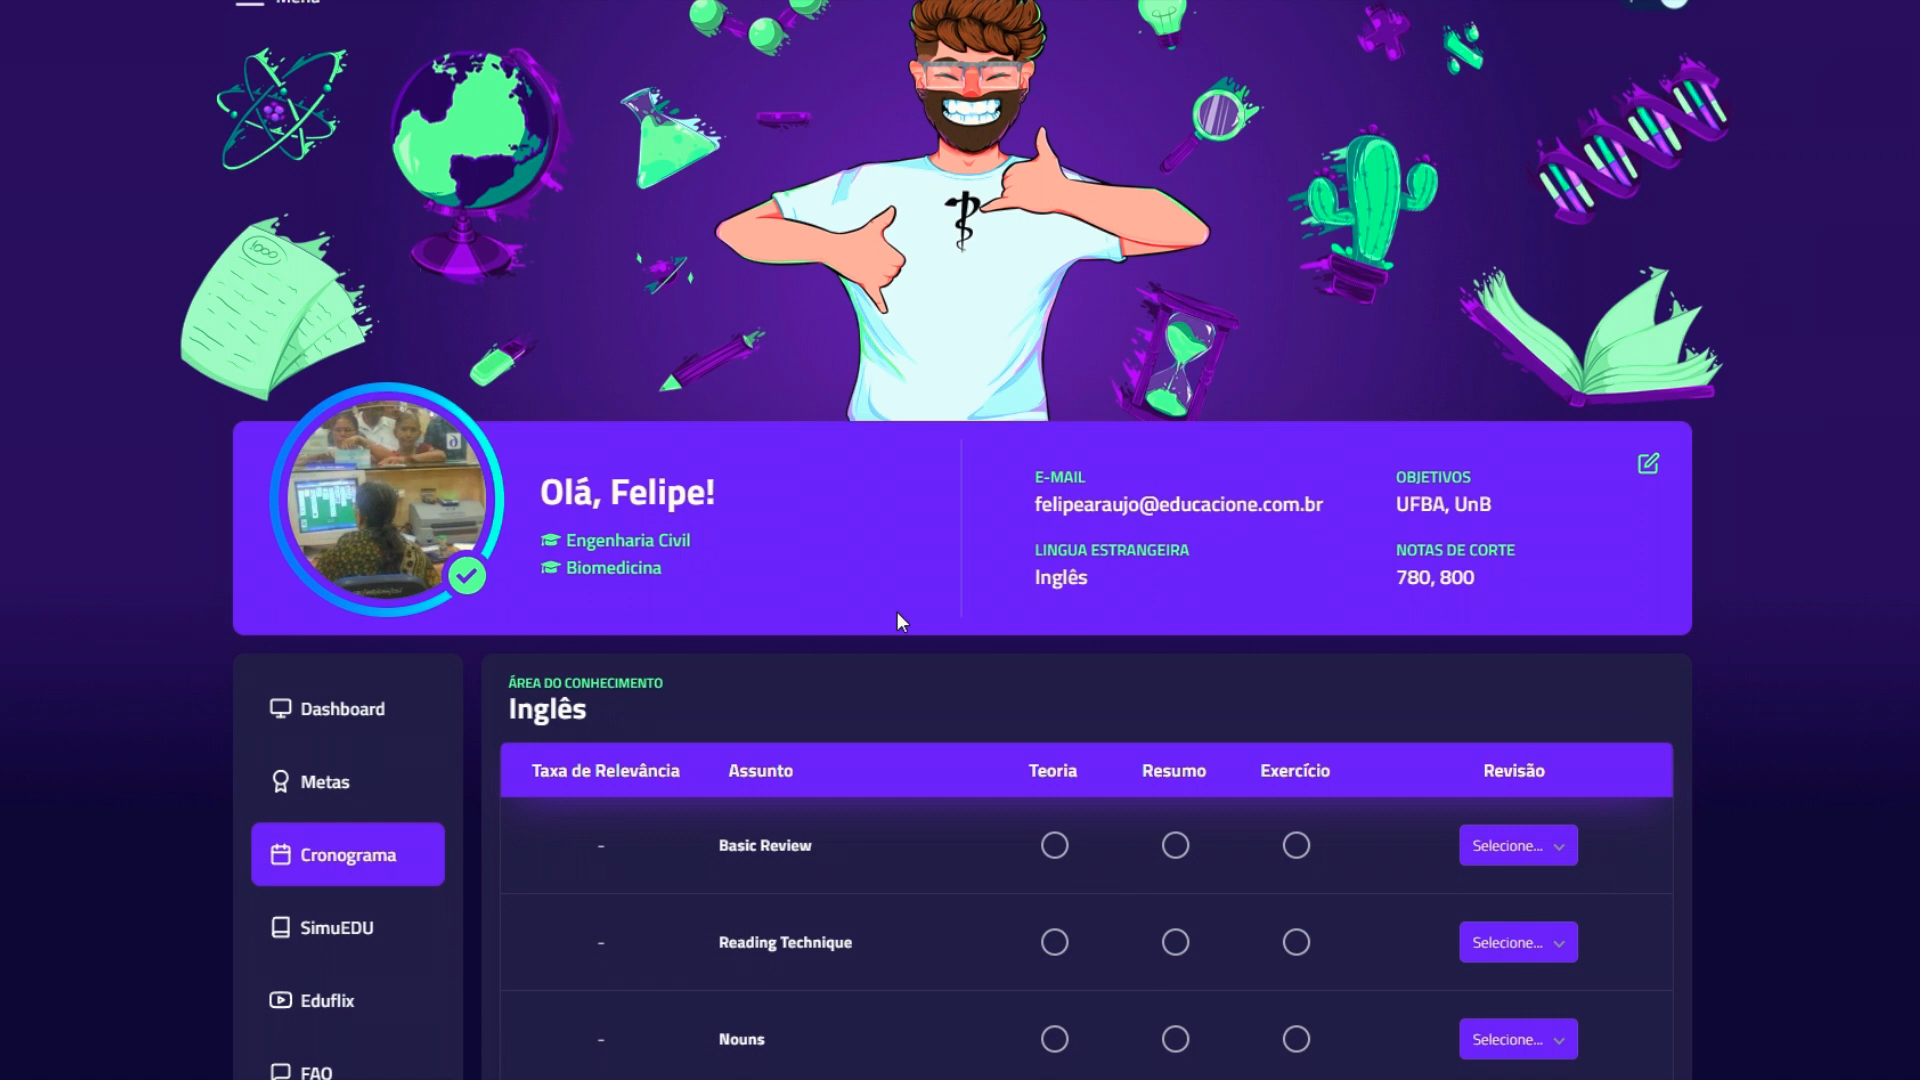 Menu
1000
Olá, Felipe!
Engenharia Civil
Biomedicina
E-MAIL
felipearaujo@educacione.com.br
LINGUA ESTRANGEIRA
Inglês
OBJETIVOS
UFBA, UnB
NOTAS DE CORTE
780, 800
Dashboard
Metas
Cronograma
SimuEDU
Eduflix
FAQ
ÁREA DO CONHECIMENTO
Inglês
Taxa de Relevância Assunto Teoria Resumo Exercício Revisão
- Basic Review Selecione...
- Reading Technique Selecione...
- Nouns Selecione...